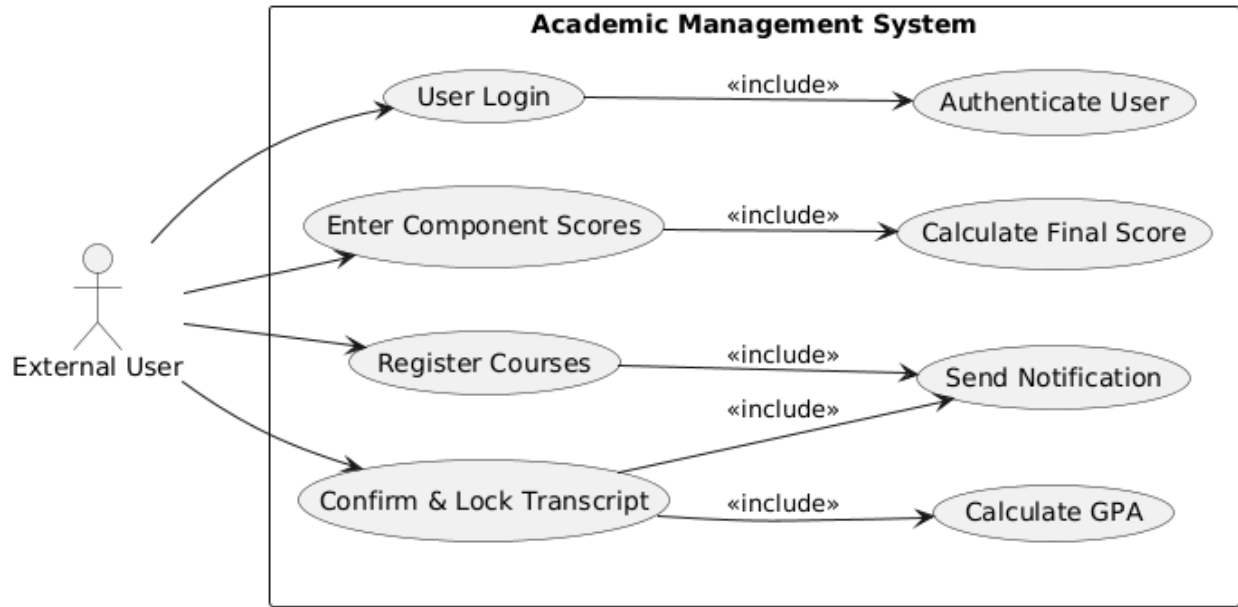 Academic Management System
User Login
«include»
Authenticate User
Enter Component Scores
«include»
Calculate Final Score
External User
Register Courses
«include»
Send Notification
«include»
Confirm & Lock Transcript
«include»
Calculate GPA